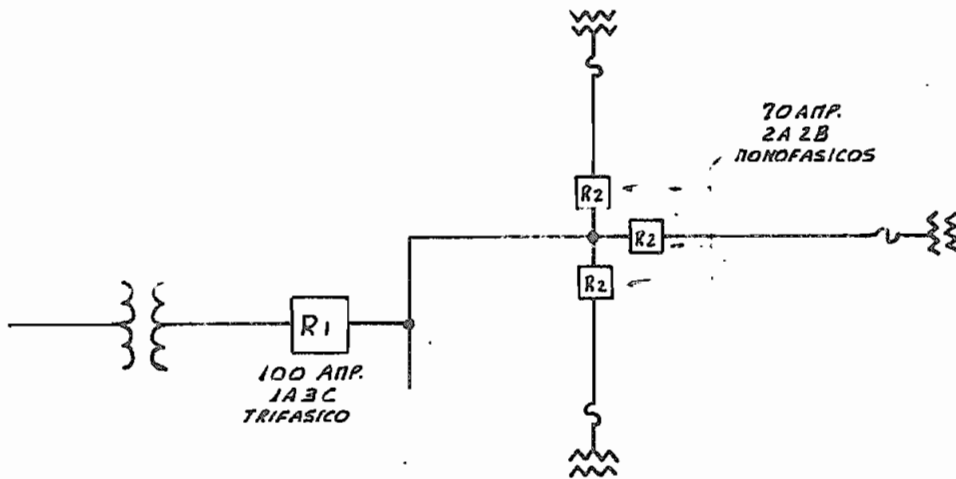 70 AMP.
2A 2B
MONOFASICOS
R2
R2
R2
R1
100 AMP.
1A 3C
TRIFASICO